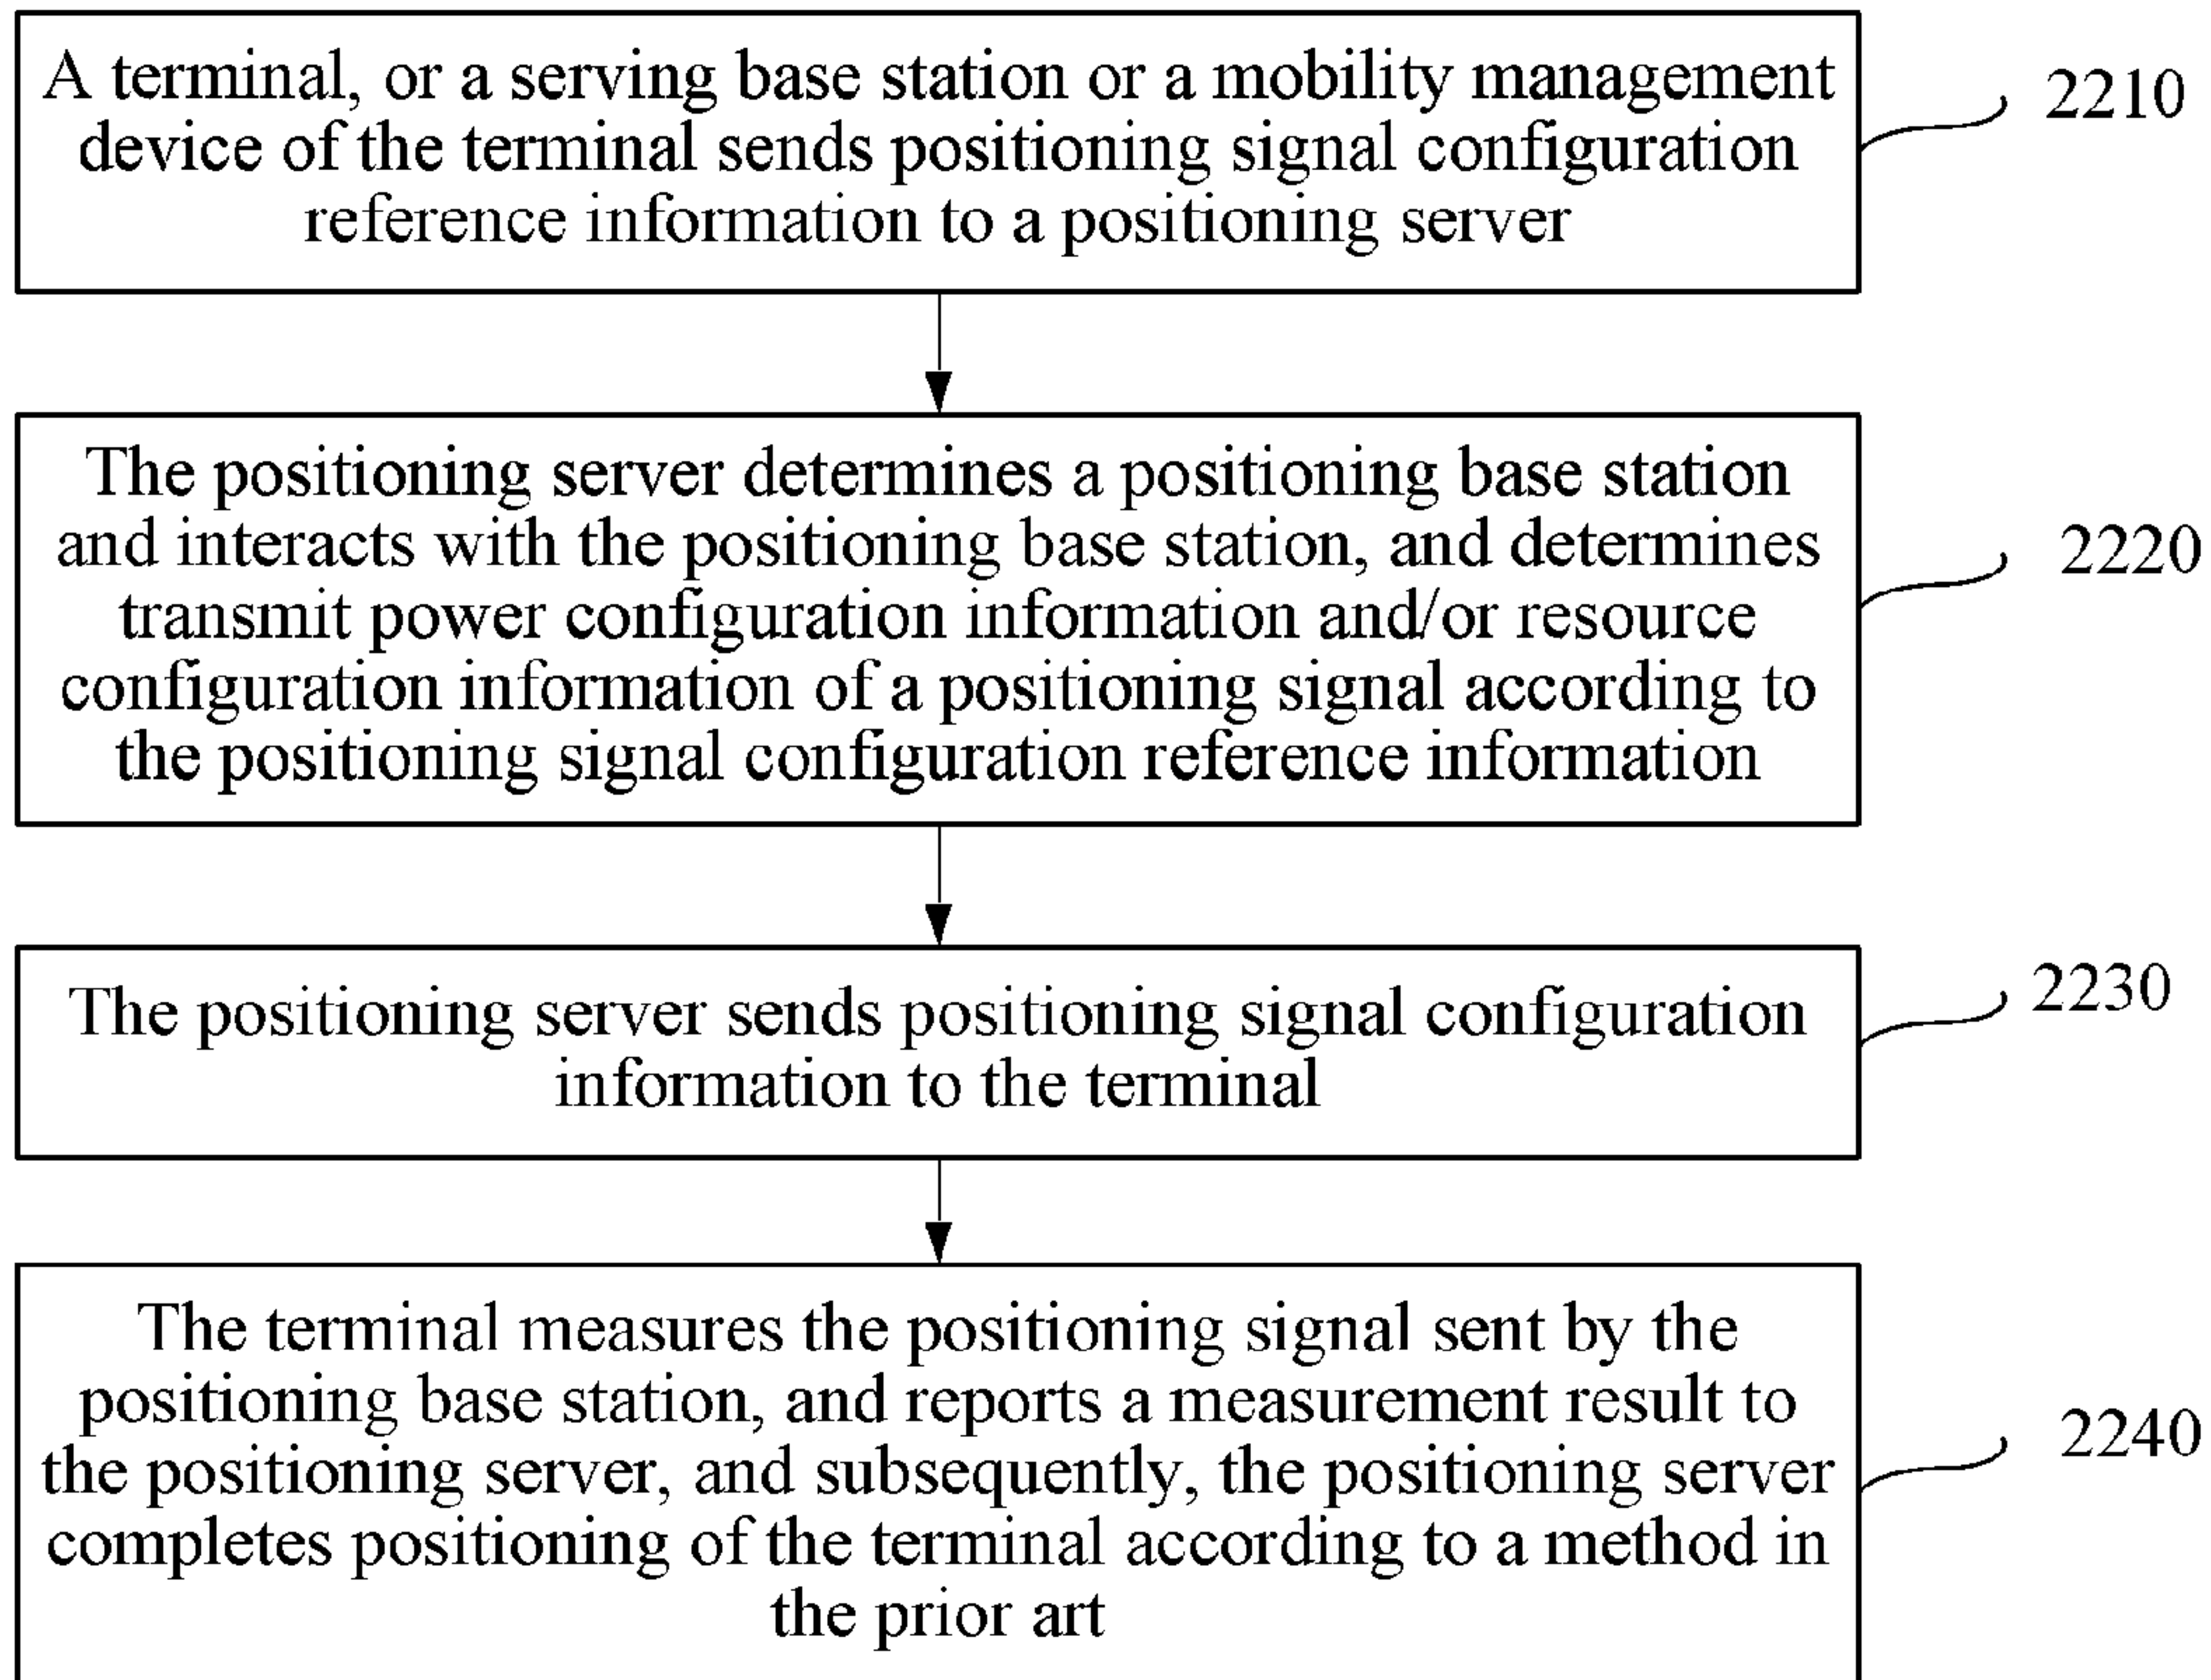 A terminal, or a serving base station or a mobility management
device of the terminal sends positioning signal configuration
reference information to a positioning server
2210
The positioning server determines a positioning base station
and interacts with the positioning base station, and determines
transmit power configuration information and/or resource
configuration information of a positioning signal according to
the positioning signal configuration reference information
2220
The positioning server sends positioning signal configuration
information to the terminal
2230
The terminal measures the positioning signal sent by the
positioning base station, and reports a measurement result to
the positioning server, and subsequently, the positioning server
completes positioning of the terminal according to a method in
the prior art
2240